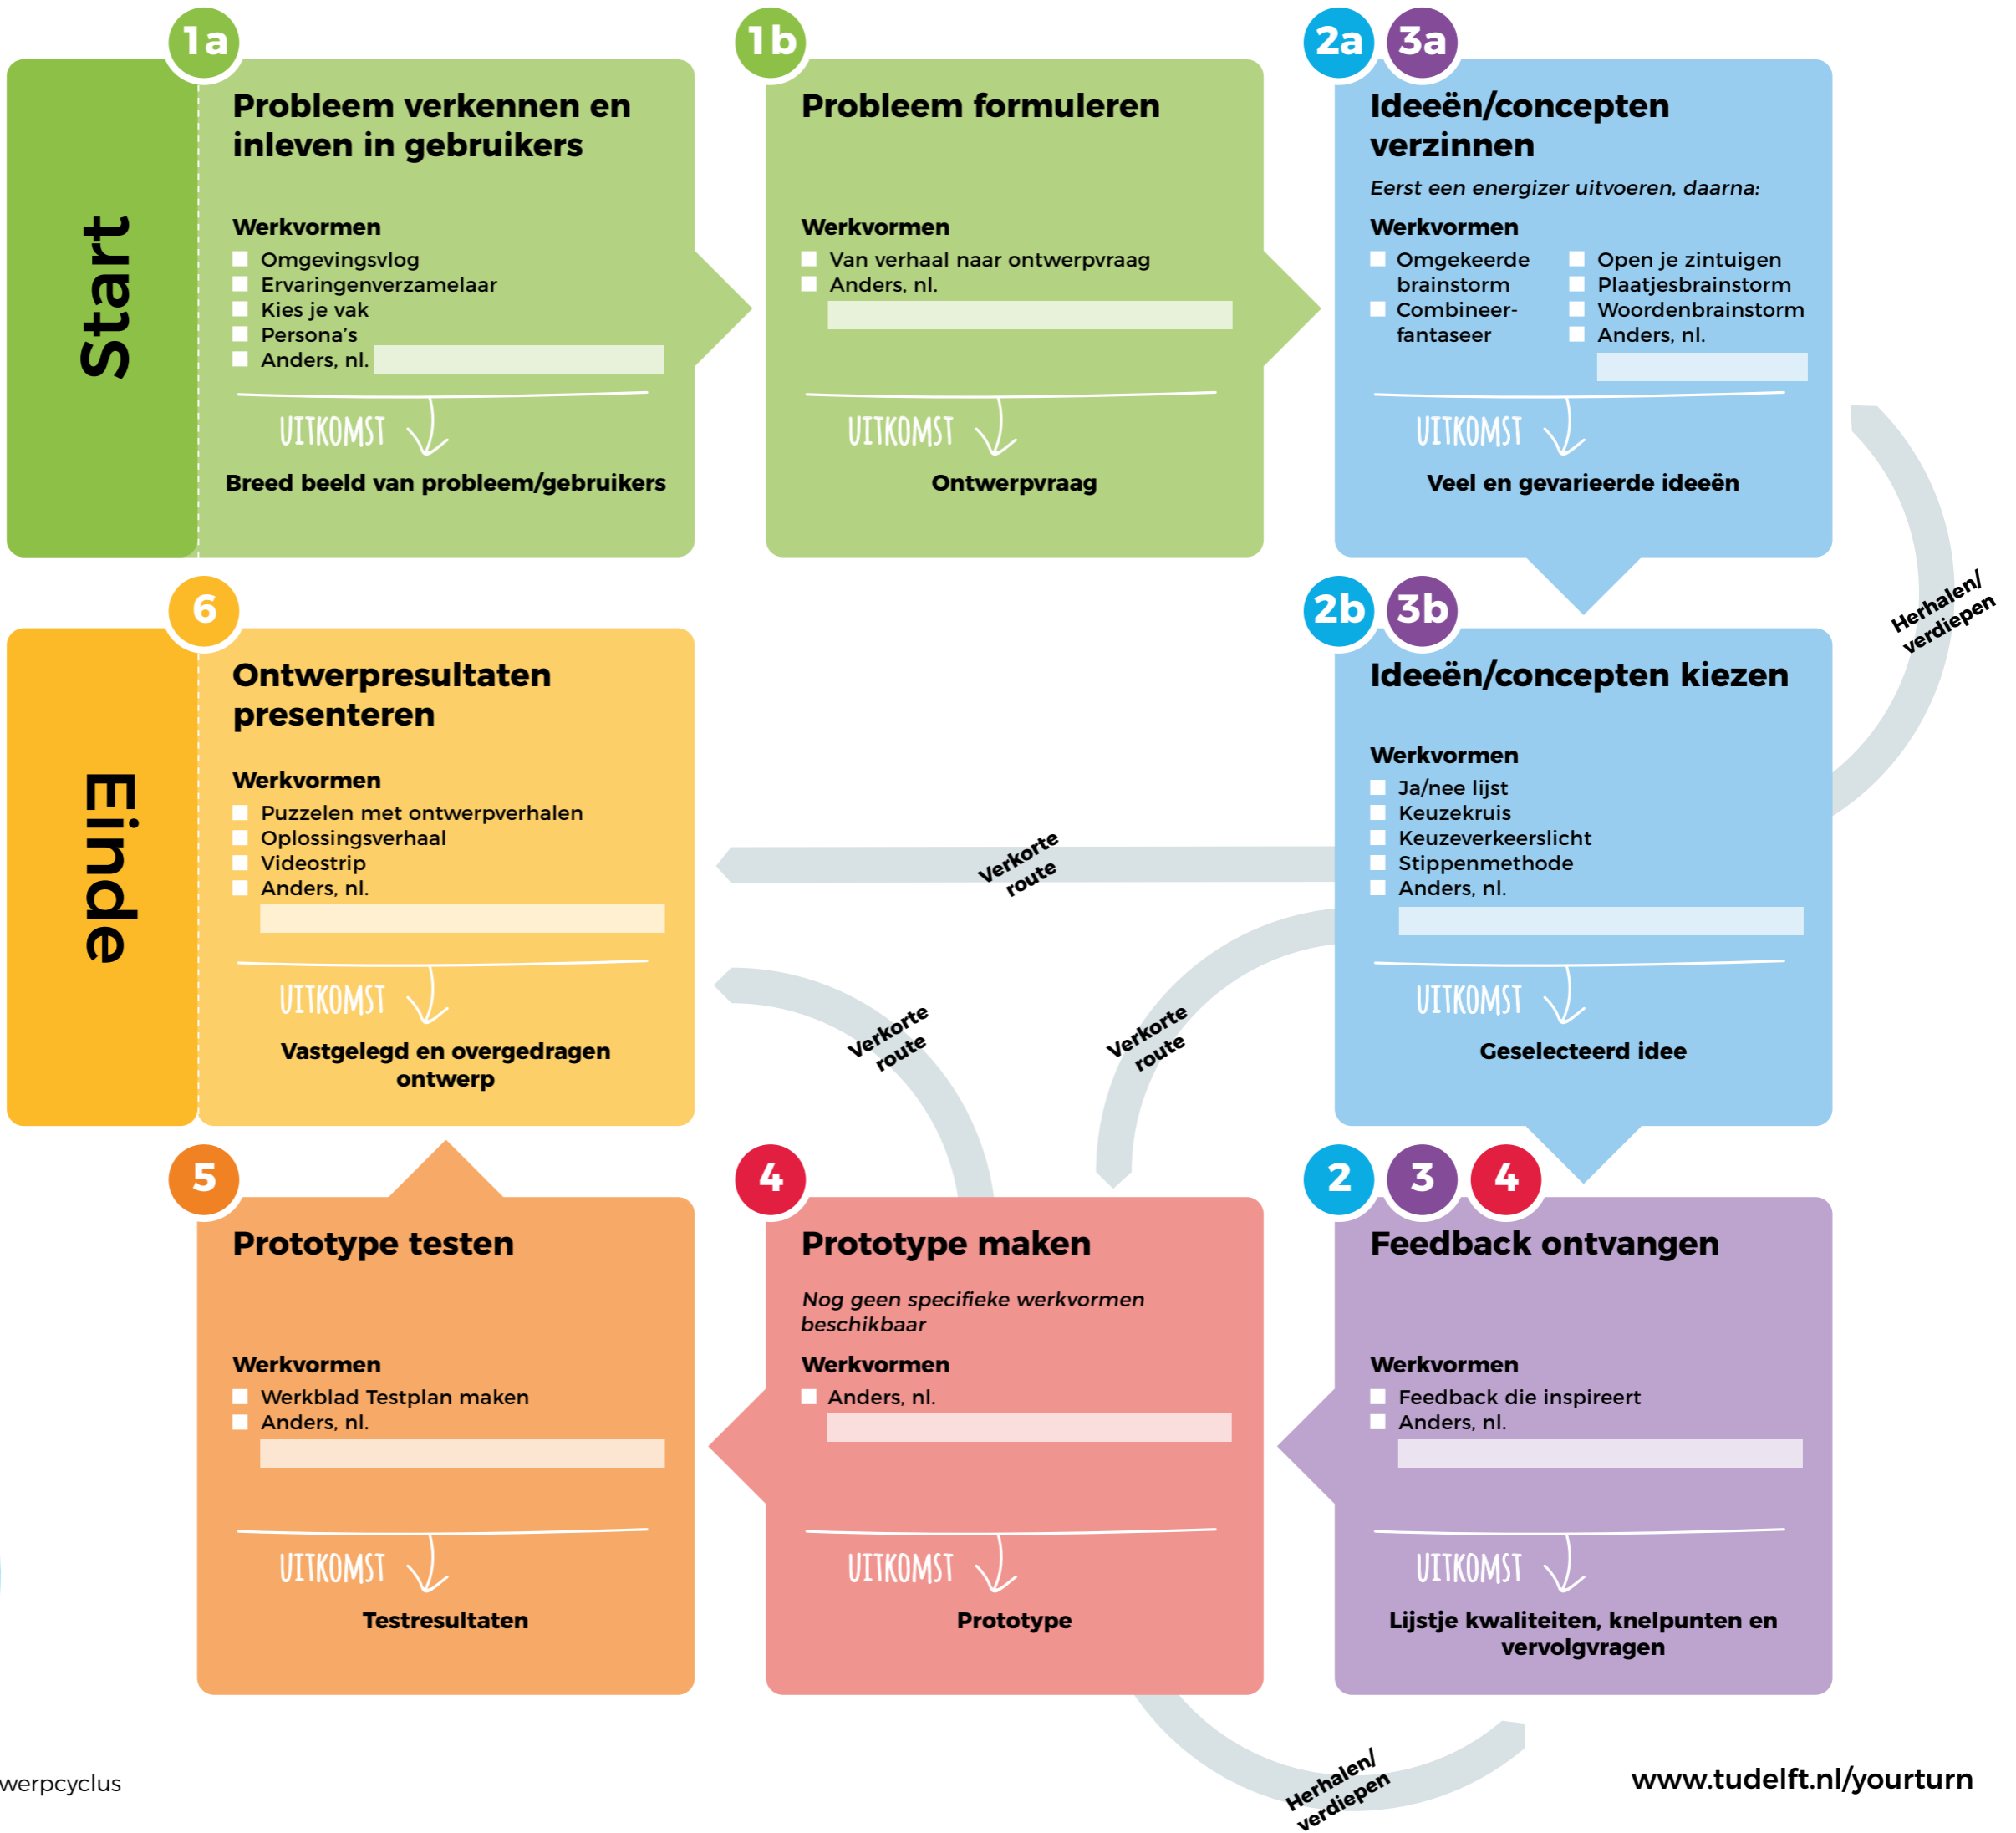 1a
Start
Probleem verkennen en
inleven in gebruikers
Werkvormen
Omgevingsvlog
Ervaringenverzamelaar
Kies je vak
Persona's
Anders, nl.
UITKOMST
Breed beeld van probleem/gebruikers
1b
Probleem formuleren
Werkvormen
Van verhaal naar ontwerpvraag
Anders, nl.
UITKOMST
Ontwerpvraag
2a 3a
Ideeën/concepten
verzinnen
Eerst een energizer uitvoeren, daarna:
Werkvormen
Omgekeerde
brainstorm
Combineer-
fantaseer
Open je zintuigen
Plaatjesbrainstorm
Woordenbrainstorm
Anders, nl.
UITKOMST
Veel en gevarieerde ideeën
Herhalen/
verdiepen
2b 3b
Ideeën/concepten kiezen
Werkvormen
Ja/nee lijst
Keuzekruis
Keuzeverkeerslicht
Stippenmethode
Anders, nl.
UITKOMST
Geselecteerd idee
Verkorte
route
Verkorte
route
Verkorte
route
6
Einde
Ontwerpresultaten
presenteren
Werkvormen
Puzzelen met ontwerpverhalen
Oplossingsverhaal
Videostrip
Anders, nl.
UITKOMST
Vastgelegd en overgedragen
ontwerp
5
Prototype testen
Werkvormen
Werkblad Testplan maken
Anders, nl.
UITKOMST
Testresultaten
4
Prototype maken
Nog geen specifieke werkvormen
beschikbaar
Werkvormen
Anders, nl.
UITKOMST
Prototype
2 3 4
Feedback ontvangen
Werkvormen
Feedback die inspireert
Anders, nl.
UITKOMST
Lijstje kwaliteiten, knelpunten en
vervolgvragen
Herhalen/
verdiepen
werpcyclus
www.tudelft.nl/yourturn